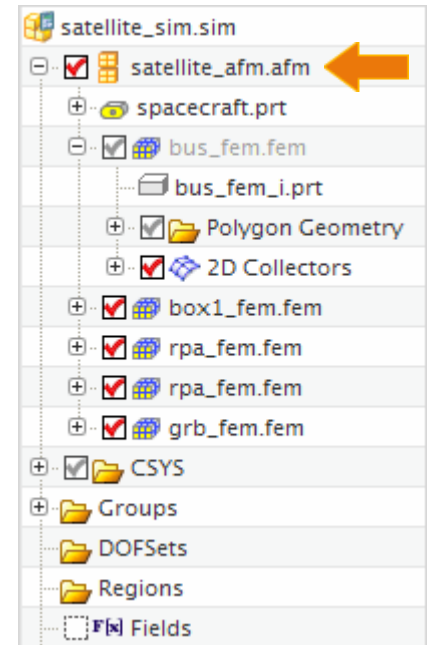 satellite_sim.sim
satellite_afm.afm
spacecraft.prt
bus_fem.fem
bus_fem_i.prt
Polygon Geometry
2D Collectors
box1_fem.fem
rpa_fem.fem
rpa_fem.fem
grb_fem.fem
CSYS
Groups
DOFSets
Regions
F(x) Fields